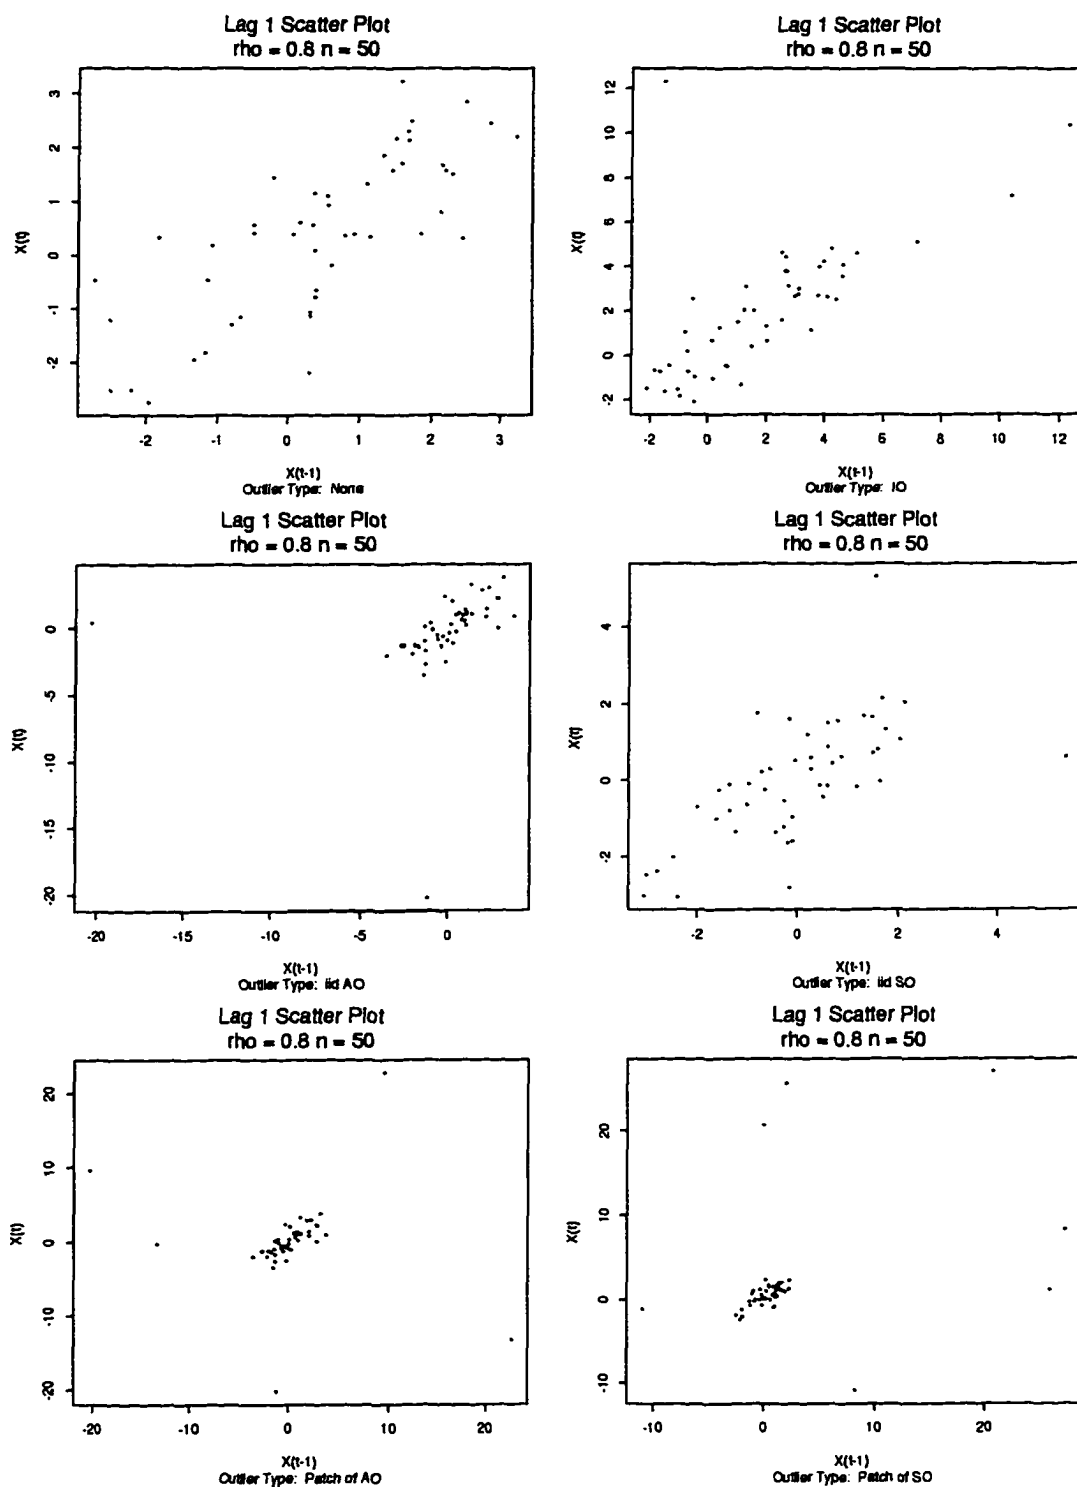 Lag 1 Scatter Plot
rho = 0.8 n = 50
X(t)
3
2
1
0
-1
-2
-2
-1
0
1
2
3
X(t-1)
Outlier Type: None
Lag 1 Scatter Plot
rho = 0.8 n = 50
X(t)
12
10
8
6
4
2
0
-2
-2
0
2
4
6
8
10
12
X(t-1)
Outlier Type: IO
Lag 1 Scatter Plot
rho = 0.8 n = 50
X(t)
0
-5
-10
-15
-20
-20
-15
-10
-5
0
X(t-1)
Outlier Type: iid AO
Lag 1 Scatter Plot
rho = 0.8 n = 50
X(t)
4
2
0
-2
0
2
4
X(t-1)
Outlier Type: iid SO
Lag 1 Scatter Plot
rho = 0.8 n = 50
X(t)
20
10
0
-10
-20
-20
-10
0
10
20
X(t-1)
Outlier Type: Patch of AO
Lag 1 Scatter Plot
rho = 0.8 n = 50
X(t)
20
10
0
-10
-10
0
10
20
X(t-1)
Outlier Type: Patch of SO